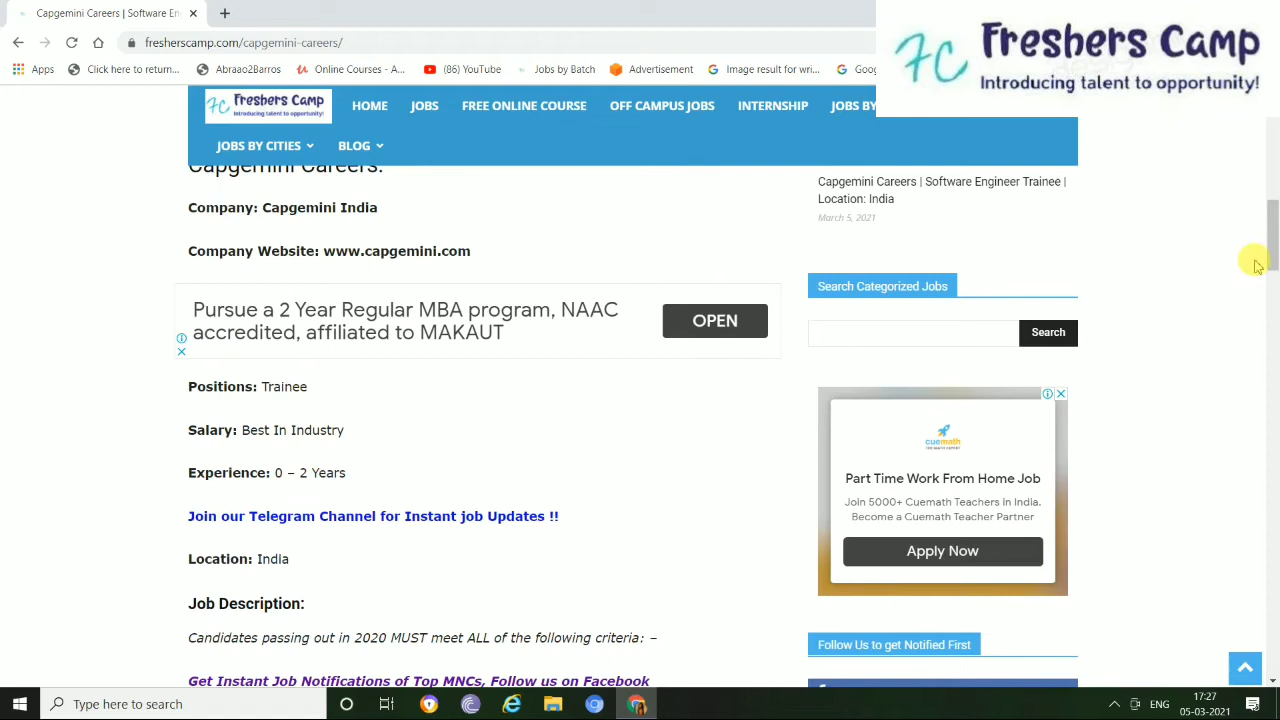 Capgemini Careers | Softwa
Freshers Camp
Introducing talent to opportunity!
fresherscamp.com/capgemini-careers/
Apps
Click here to return...
Abraao2Barros
Online Courses - A...
(86) YouTube
Jobs by Batch
Advertisement
Image result for wri...
Goog
Freshers Camp
Introducing talent to opportunity!
HOME
JOBS
FREE ONLINE COURSE
OFF CAMPUS JOBS
INTERNSHIP
JOBS BY
JOBS BY CITIES
BLOG
Capgemini Careers:
Company: Capgemini India
Company Website: www.capgemini.com
Pursue a 2 Year Regular MBA program, NAAC
accredited, affiliated to MAKAUT
OPEN
Positions: Trainee
Salary: Best In Industry
Experience: 0 – 2 Years
Join our Telegram Channel for Instant job Updates !!
Location: India
Job Description:
Candidates passing out in 2020 MUST meet ALL of the following criteria: –
Get Instant Job Notifications of Top MNCs, Follow us on Facebook
Capgemini Careers | Software Engineer Trainee |
Location: India
March 5, 2021
Search Categorized Jobs
Search
cuemath
Part Time Work From Home Job
Join 5000+ Cuemath Teachers in India.
Become a Cuemath Teacher Partner
Apply Now
Follow Us to get Notified First
Type here to search
ENG
17:27
05-03-2021